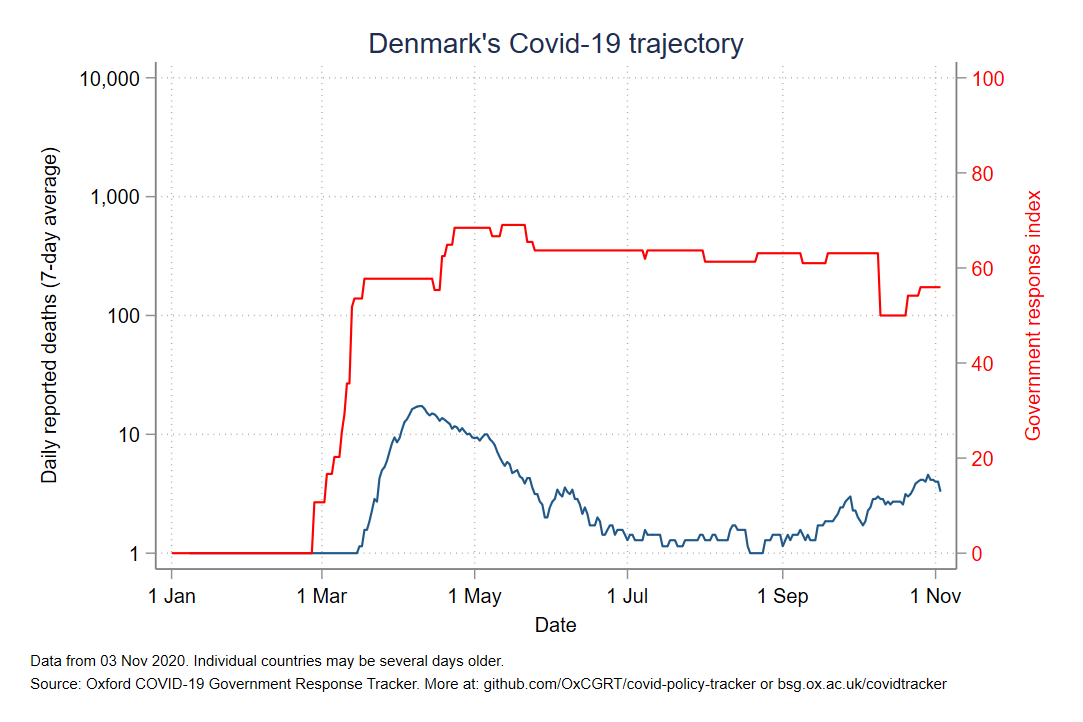 Denmark's Covid-19 trajectory
10,000
1,000
100
10
1
Daily reported deaths (7-day average)
100
80
60
40
20
0
Government response index
1 Jan
1 Mar
1 May
1 Jul
1 Sep
1 Nov
Date
Data from 03 Nov 2020. Individual countries may be several days older.
Source: Oxford COVID-19 Government Response Tracker. More at: github.com/OxCGRT/covid-policy-tracker or bsg.ox.ac.uk/covidtracker